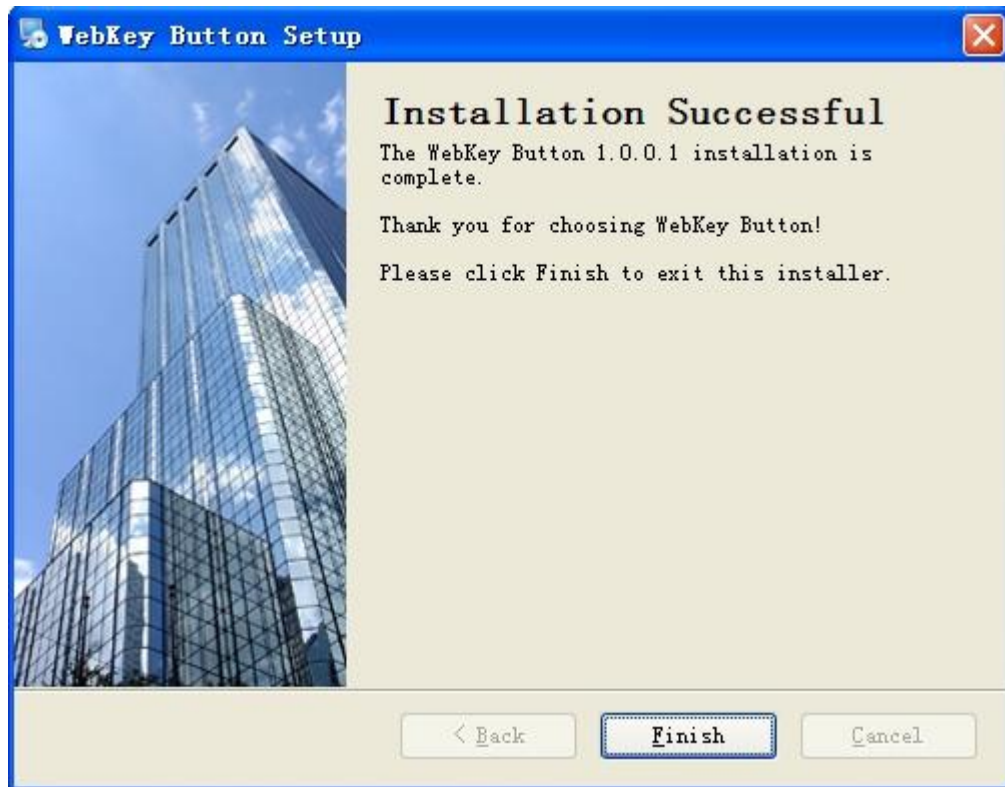 WebKey Button Setup
Installation Successful
The WebKey Button 1.0.0.1 installation is
complete.
Thank you for choosing WebKey Button!
Please click Finish to exit this installer.
< Back
Finish
Cancel